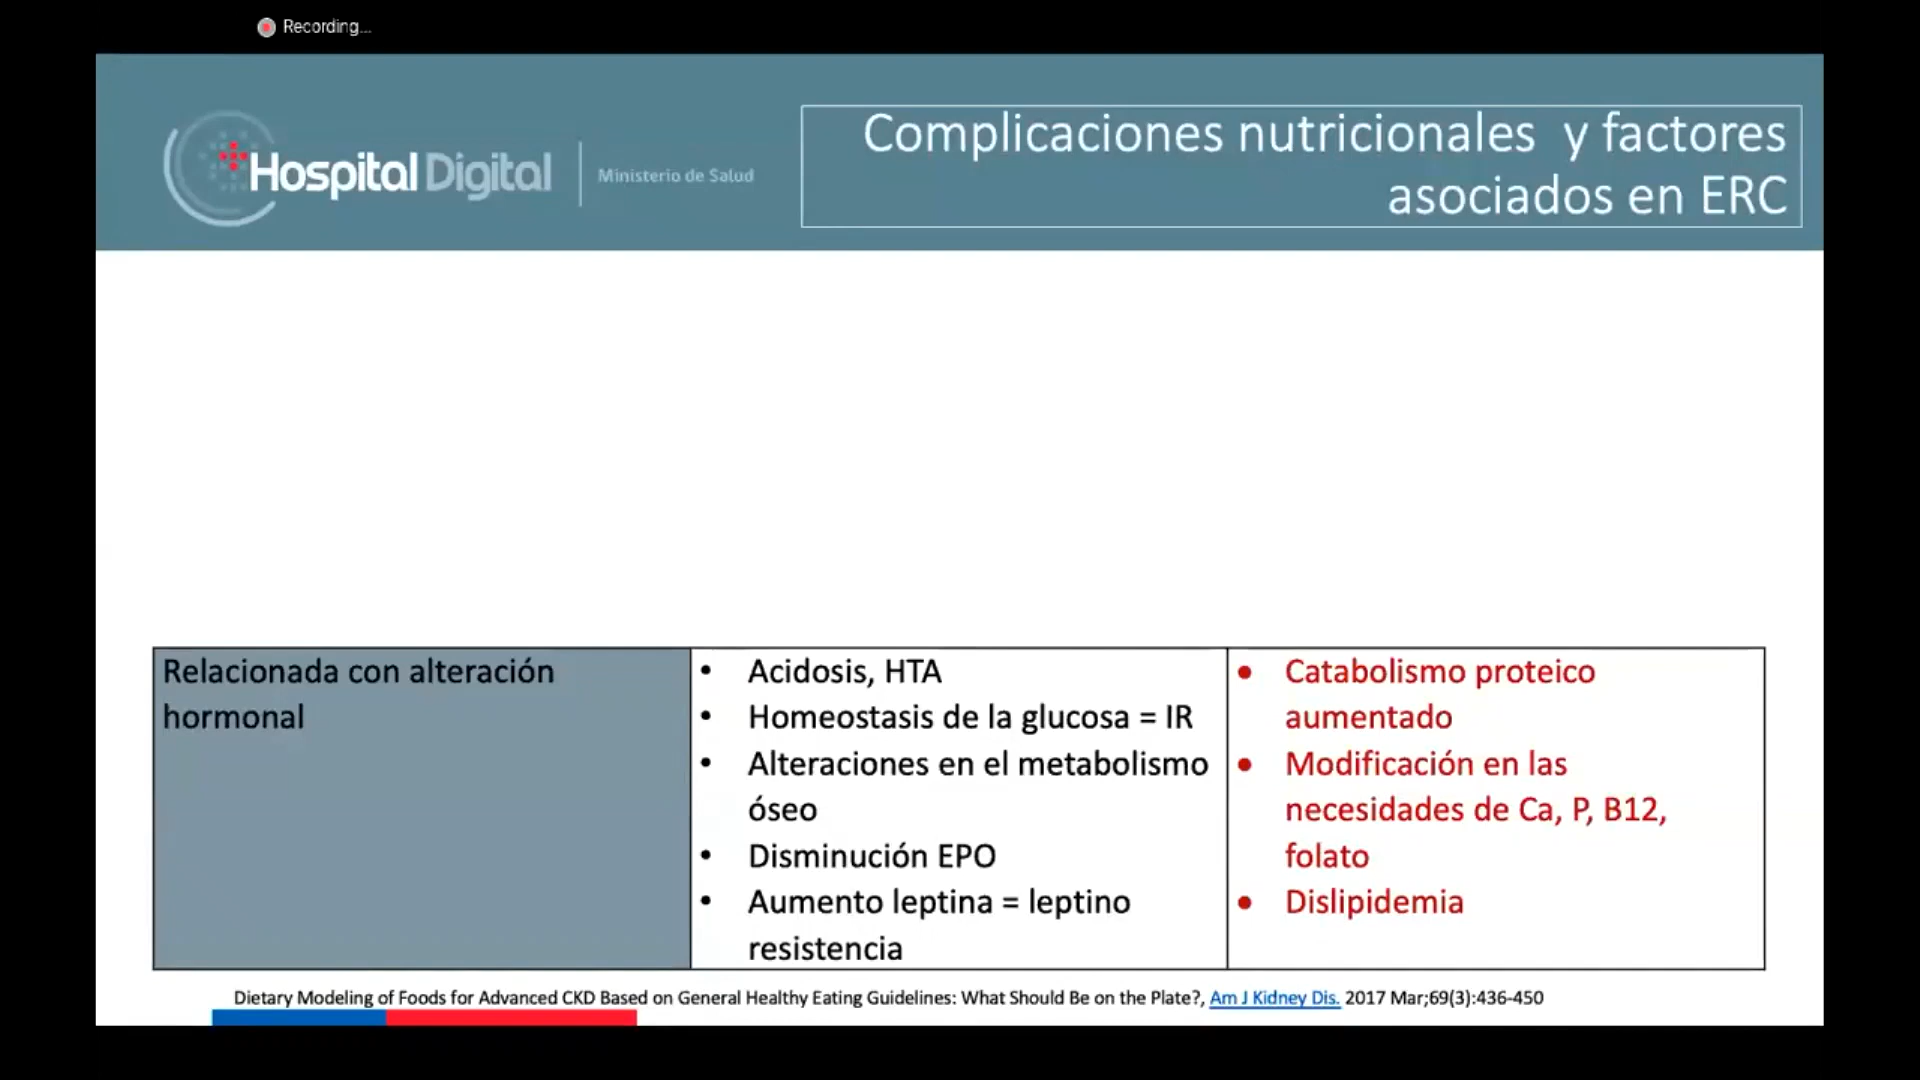 Recording...
Hospital Digital
Ministerio de Salud
Complicaciones nutricionales y factores
asociados en ERC
Relacionada con alteración
hormonal
• Acidosis, HTA
• Homeostasis de la glucosa = IR
• Alteraciones en el metabolismo
óseo
• Disminución EPO
• Aumento leptina = leptino
resistencia
• Catabolismo proteico
aumentado
• Modificación en las
necesidades de Ca, P, B12,
folato
• Dislipidemia
Dietary Modeling of Foods for Advanced CKD Based on General Healthy Eating Guidelines: What Should Be on the Plate?, Am J Kidney Dis. 2017 Mar;69(3):436-450